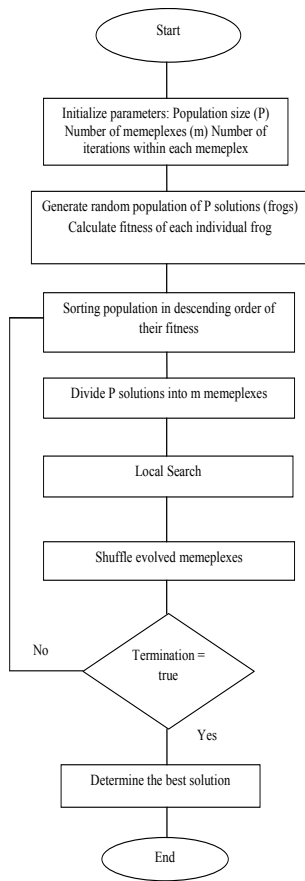 Start
Initialize parameters: Population size (P)
Number of memeplexes (m) Number of
iterations within each memeplex
Generate random population of P solutions (frogs)
Calculate fitness of each individual frog
Sorting population in descending order of
their fitness
Divide P solutions into m memeplexes
Local Search
Shuffle evolved memeplexes
No
Termination =
true
Yes
Determine the best solution
End